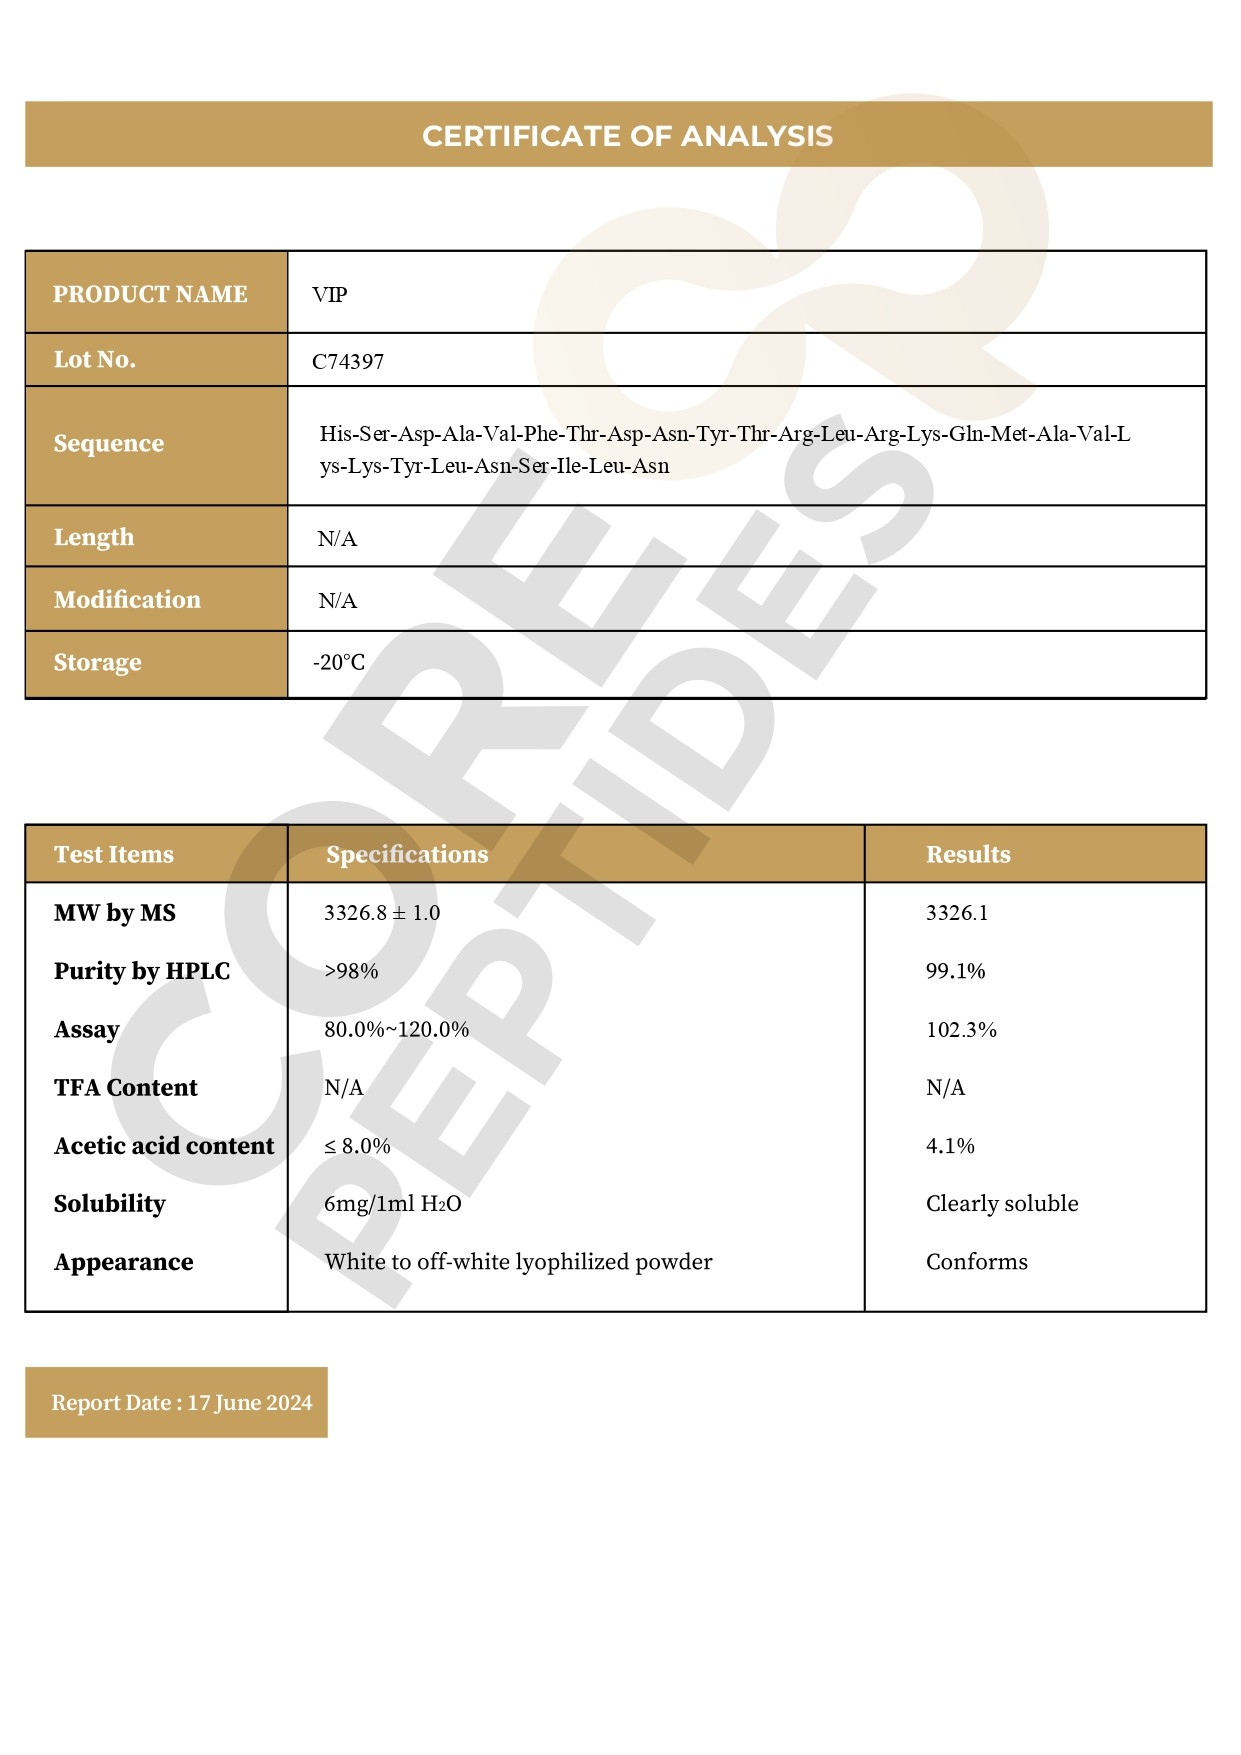 CERTIFICATE OF ANALYSIS
PRODUCT NAME VIP
Lot No. C74397
Sequence His-Ser-Asp-Ala-Val-Phe-Thr-Asp-Asn-Tyr-Thr-Arg-Leu-Arg-Lys-Gln-Met-Ala-Val-L
ys-Lys-Tyr-Leu-Asn-Ser-Ile-Leu-Asn
Length N/A
Modification N/A
Storage -20°C
Test Items Specifications Results
MW by MS 3326.8 ± 1.0 3326.1
Purity by HPLC >98% 99.1%
Assay 80.0%~120.0% 102.3%
TFA Content N/A N/A
Acetic acid content ≤ 8.0% 4.1%
Solubility 6mg/1ml H₂O Clearly soluble
Appearance White to off-white lyophilized powder Conforms
Report Date : 17 June 2024
CORE
PEPTIDES